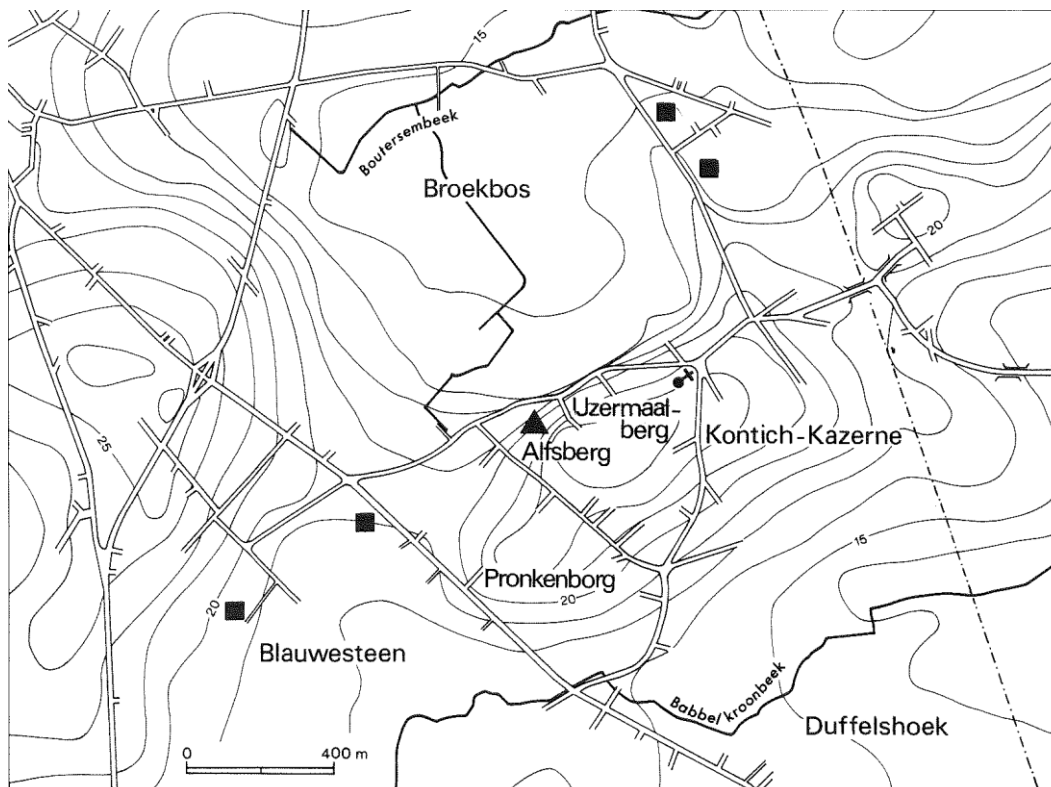 15
Boutersembeek
Broekbos
20
Uzermaal-
berg
Kontich-Kazerne
Alfsberg
25
15
Pronkenborg
20
20
Blauwesteen
Babbelkroonbeek
Duffelshoek
0
400 m